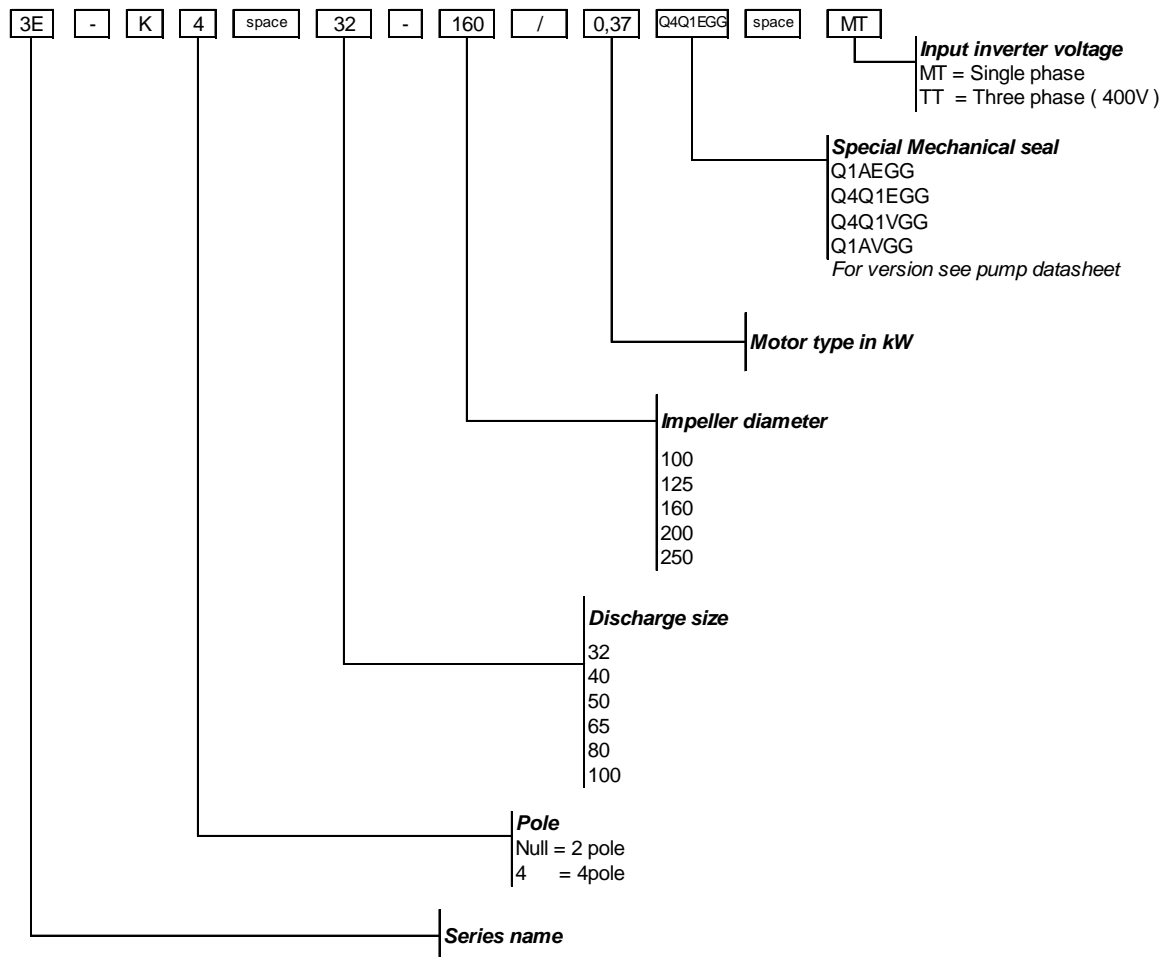 3E - K 4 space 32 - 160 / 0,37 Q4Q1EGG space MT
Input inverter voltage
MT = Single phase
TT = Three phase ( 400V )
Special Mechanical seal
Q1AEGG
Q4Q1EGG
Q4Q1VGG
Q1AVGG
For version see pump datasheet
Motor type in kW
Impeller diameter
100
125
160
200
250
Discharge size
32
40
50
65
80
100
Pole
Null = 2 pole
4 = 4pole
Series name